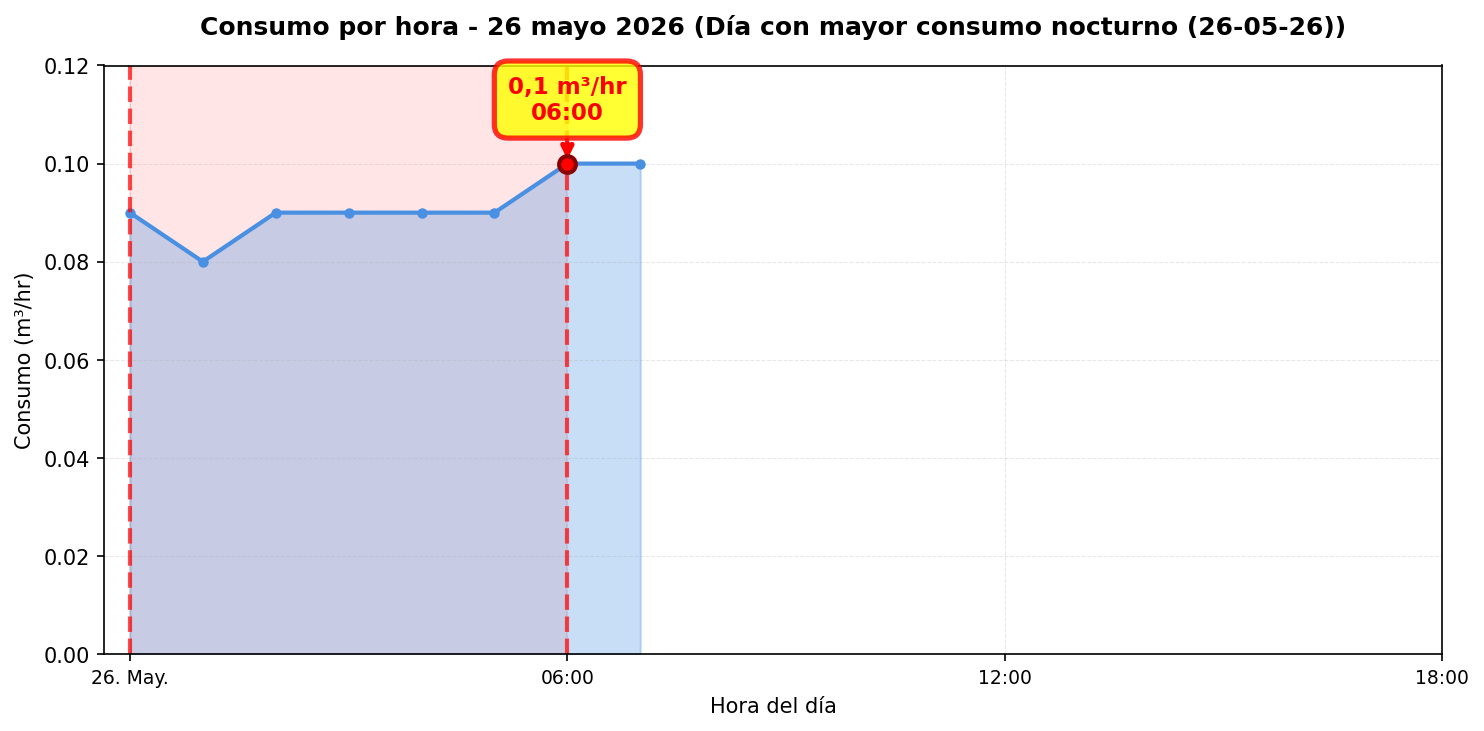 Consumo por hora - 26 mayo 2026 (Día con mayor consumo nocturno (26-05-26))
0,1 m³/hr
06:00
Consumo (m³/hr)
0.12
0.10
0.08
0.06
0.04
0.02
0.00
26. May.
06:00
12:00
18:00
Hora del día